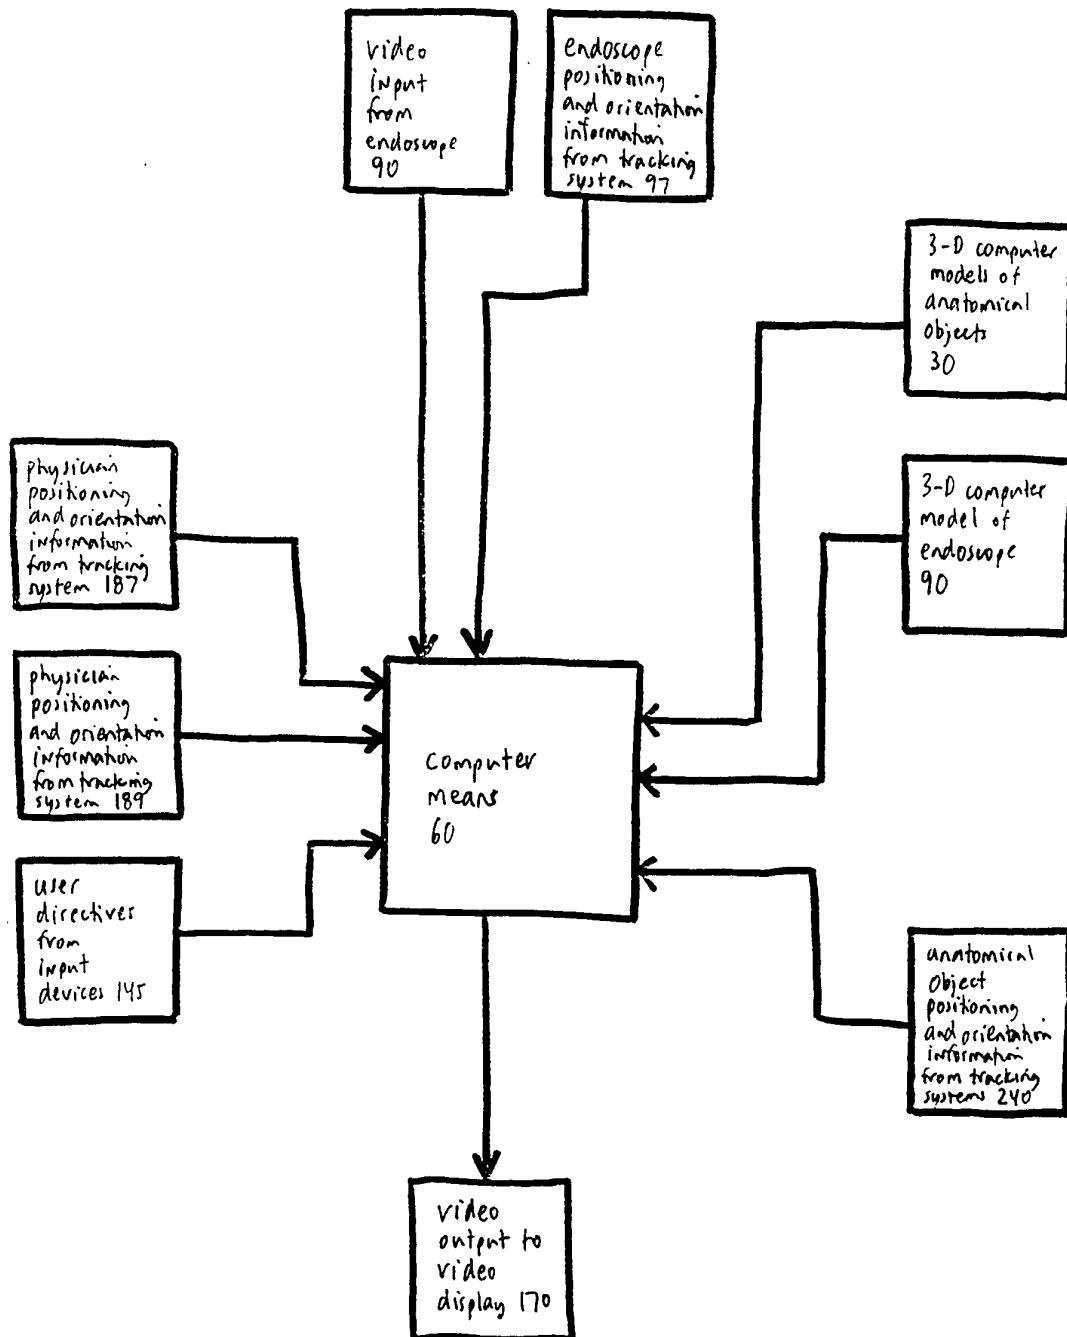 video
input
from
endoscope
90
endoscope
positioning
and orientation
information
from tracking
system 97
3-D computer
models of
anatomical
objects
30
physician
positioning
and orientation
information
from tracking
system 187
3-D computer
model of
endoscope
90
physician
positioning
and orientation
information
from tracking
system 189
computer
means
60
user
directives
from
input
devices 145
anatomical
object
positioning
and orientation
information
from tracking
systems 240
video
output to
video
display 170